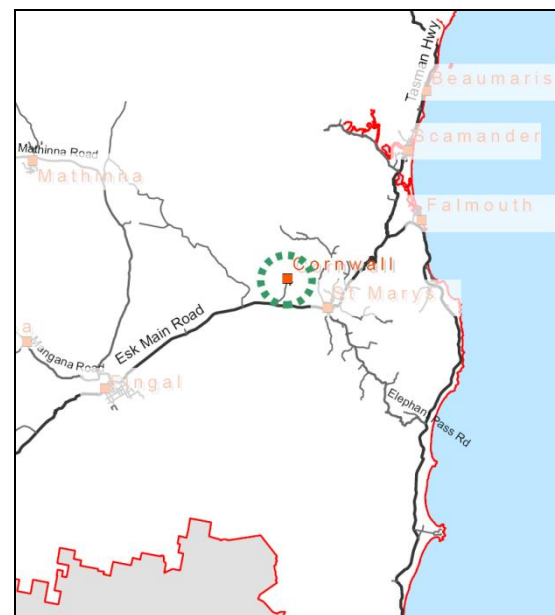 Tasman Hwy
Beaumaris
Scamander
Mathinna Road
Mathinna
Falmouth
Cornwall
St Marys
Esk Main Road
a
Mangana Road
Fingal
Elephant Pass Rd